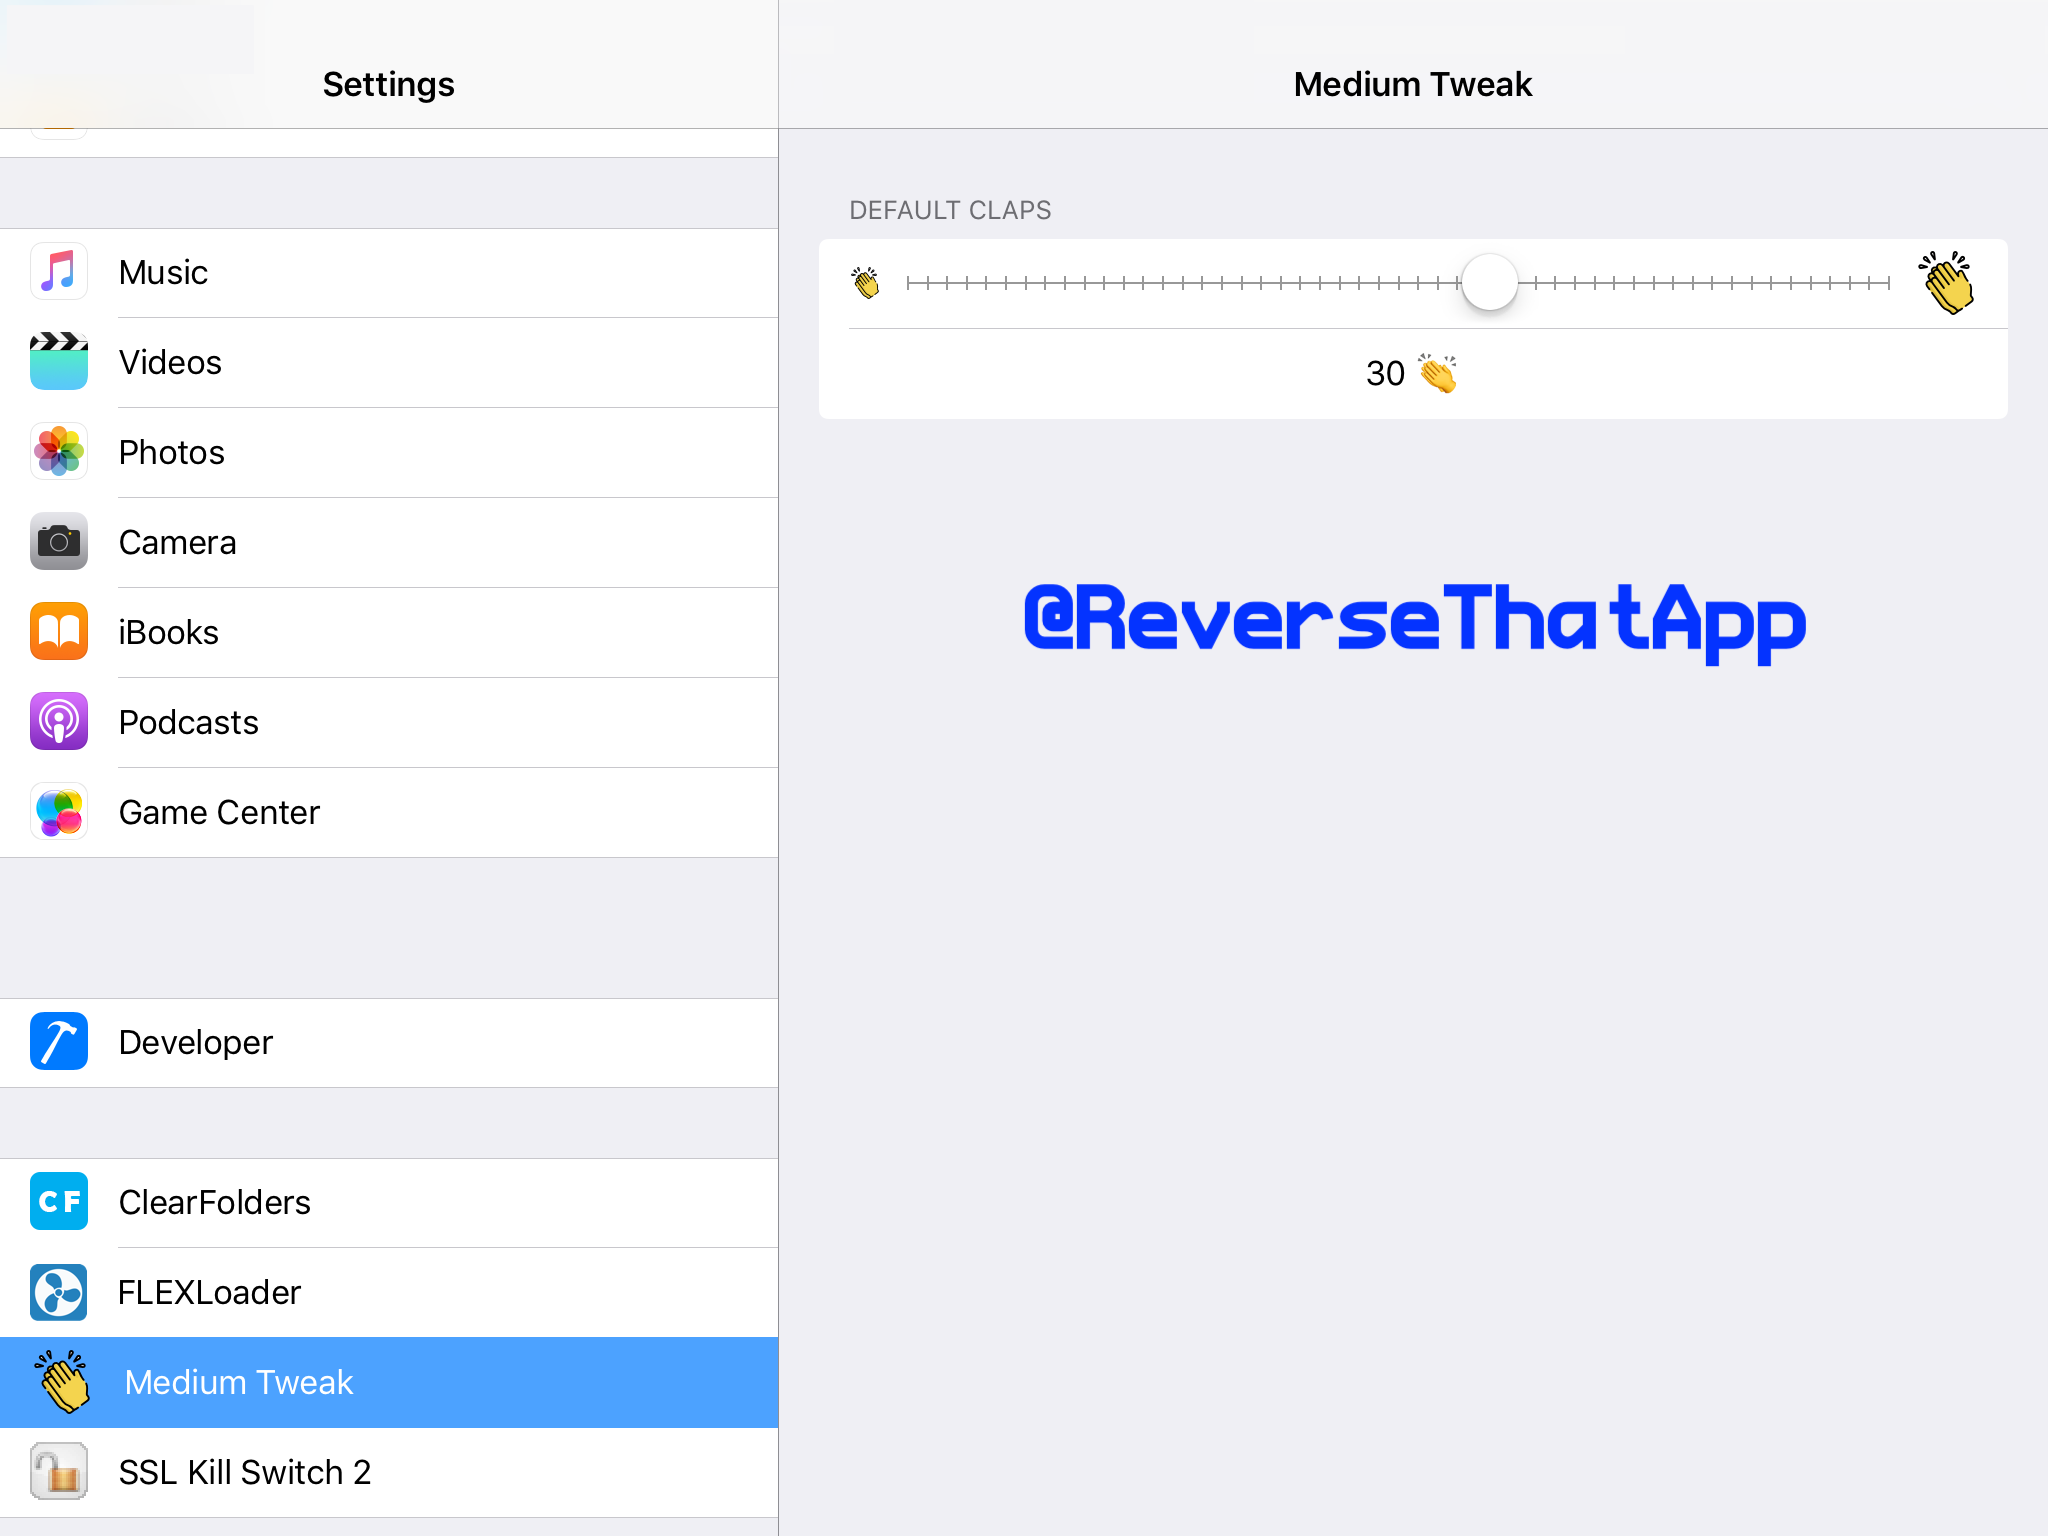 Settings
Medium Tweak
Music
Videos
Photos
Camera
iBooks
Podcasts
Game Center
Developer
CF
ClearFolders
FLEXLoader
Medium Tweak
SSL Kill Switch 2
DEFAULT CLAPS
30 👏
@ReverseThatApp